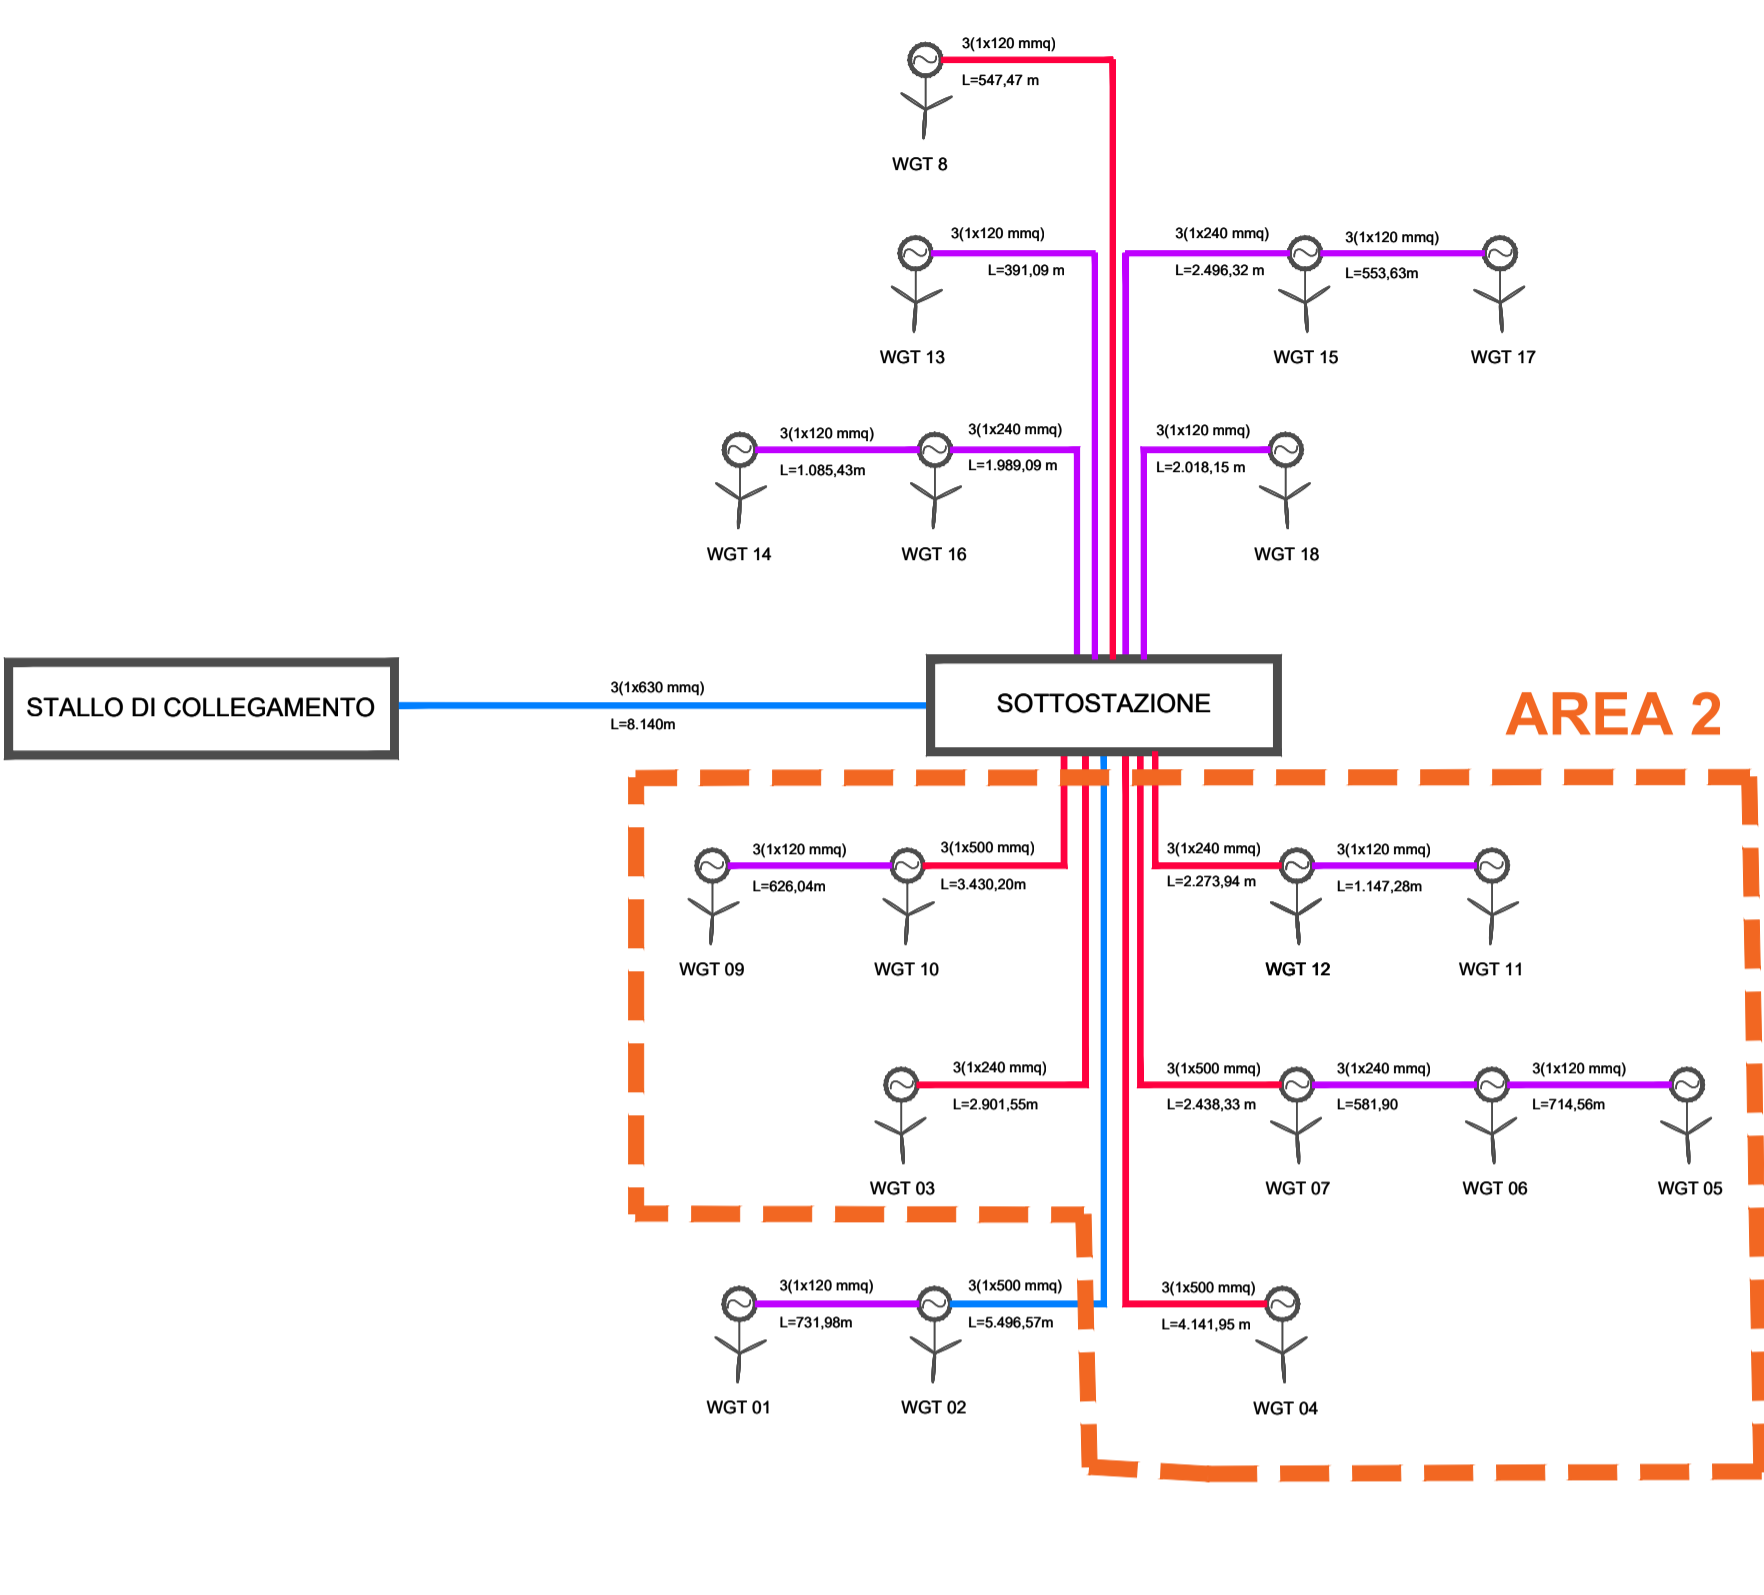 3(1x120 mmq)
L=547,47 m
WGT 8
3(1x120 mmq)
L=391,09 m
WGT 13
3(1x240 mmq)
L=2.496,32 m
WGT 15
3(1x120 mmq)
L=553,63m
WGT 17
3(1x120 mmq)
L=1.085,43m
WGT 14
3(1x240 mmq)
L=1.989,09 m
WGT 16
3(1x120 mmq)
L=2.018,15 m
WGT 18
STALLO DI COLLEGAMENTO
3(1x630 mmq)
L=8.140m
SOTTOSTAZIONE
AREA 2
3(1x120 mmq)
L=626,04m
WGT 09
3(1x500 mmq)
L=3.430,20m
WGT 10
3(1x240 mmq)
L=2.273,94 m
WGT 12
3(1x120 mmq)
L=1.147,28m
WGT 11
3(1x240 mmq)
L=2.901,55m
WGT 03
3(1x500 mmq)
L=2.438,33 m
WGT 07
3(1x240 mmq)
L=581,90
WGT 06
3(1x120 mmq)
L=714,56m
WGT 05
3(1x120 mmq)
L=731,98m
WGT 01
3(1x500 mmq)
L=5.496,57m
WGT 02
3(1x500 mmq)
L=4.141,95 m
WGT 04